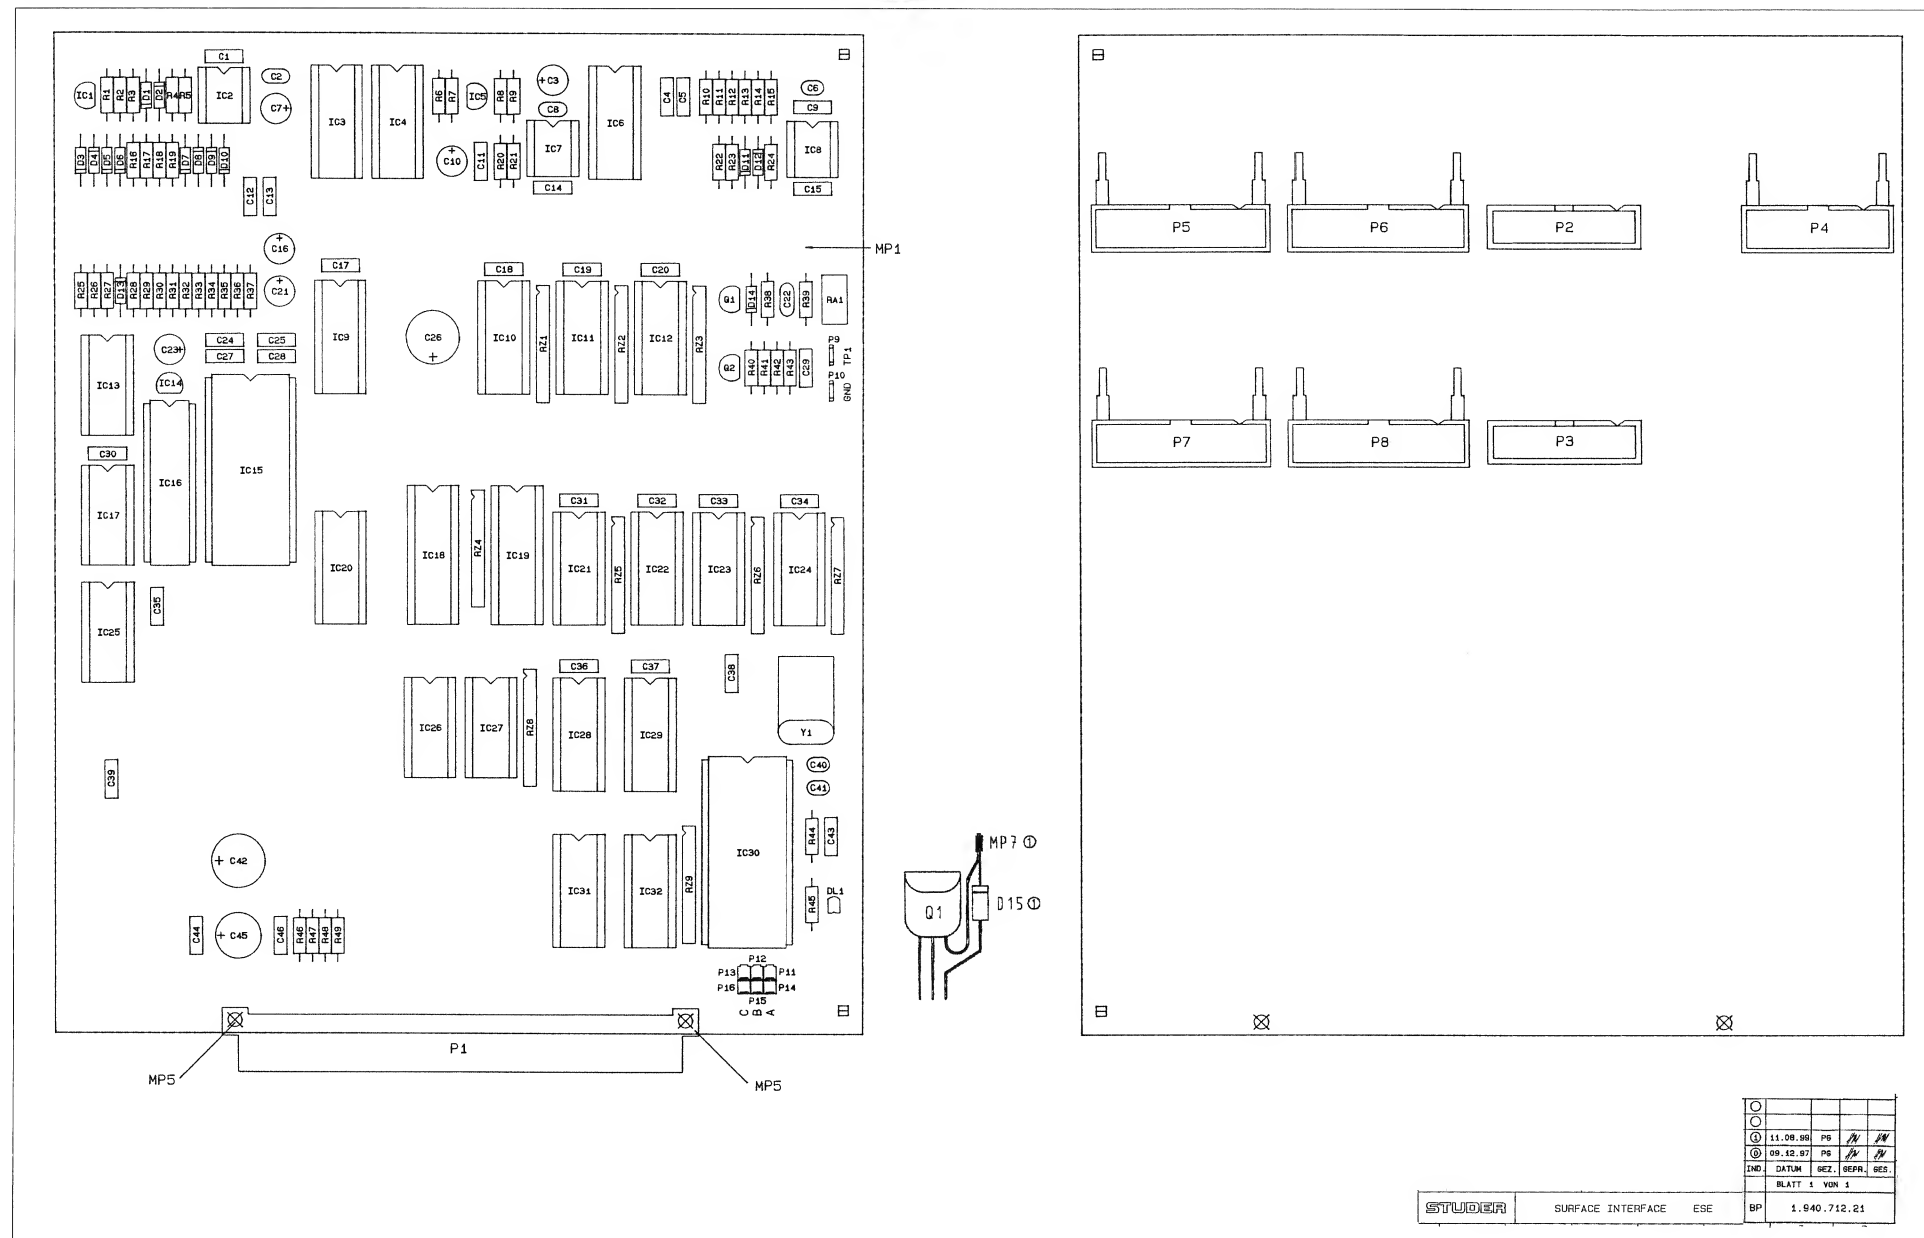 C1
IC1 R1 R2 R3 D1 D2 R4 R5 IC2 C2 C7+ IC3 IC4 R6 R7 IC5 R8 R9 +C3 C8 IC7 IC6 C4 C5 R10 R11 R12 R13 R14 R15 C6 C9 IC8
D3 D4 D5 D6 R16 R17 R18 R19 D7 D8 D9 D10 + C10 C11 R20 R21 C14 R22 R23 D11 D12 R24 C15
C12 C13
+ C16 MP1
C17 C18 C19 C20
R25 R26 R27 D13 R28 R29 R30 R31 R32 R33 R34 R35 R36 R37 + C21 IC9 C26 + IC10 RZ1 IC11 RZ2 IC12 RZ3 Q1 D14 R38 C22 R39 RA1
C23+ C24 C25 C27 C28 P9 TP1
IC13 IC14 Q2 R40 R41 R42 R43 C29 P10 GND
C30 IC16 IC15
IC17 C31 C32 C33 C34
IC20 IC18 RZ4 IC19 IC21 RZ5 IC22 IC23 RZ6 IC24 RZ7
IC25 C35
C36 C37 C38
IC26 IC27 RZ8 IC28 IC29 Y1
C39 C40
C41
+ C42 IC31 IC32 RZ9 IC30 R44 C43
R45 DL1
C44 + C45 C46 R46 R47 R48 R49
P12
P13 P11
P16 P14
P15
C B A
P1
MP5 MP5
MP7 1
Q1 D15 1
P5 P6 P2 P4
P7 P8 P3
1 11.08.99 PG
0 09.12.97 PG
IND. DATUM GEZ. GEPR. GES.
BLATT 1 VON 1
STUDER SURFACE INTERFACE ESE BP 1.940.712.21